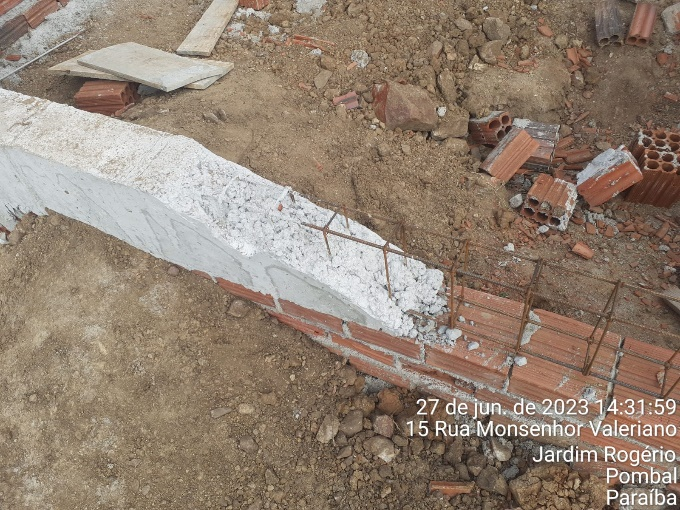 27 de jun. de 2023 14:31:59
15 Rua Monsenhor Valeriano
Jardim Rogério
Pombal
Paraíba